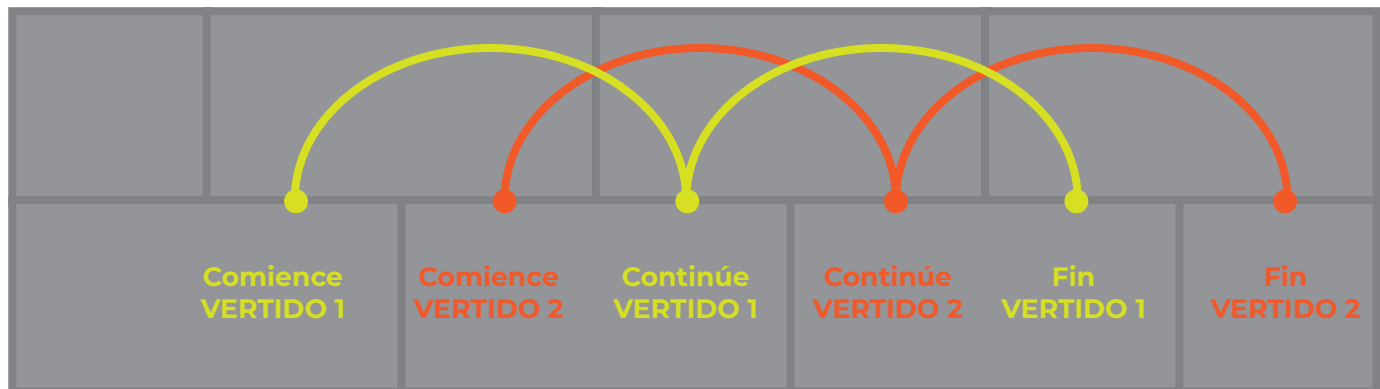 Comience
VERTIDO 1
Comience
VERTIDO 2
Continúe
VERTIDO 1
Continúe
VERTIDO 2
Fin
VERTIDO 1
Fin
VERTIDO 2